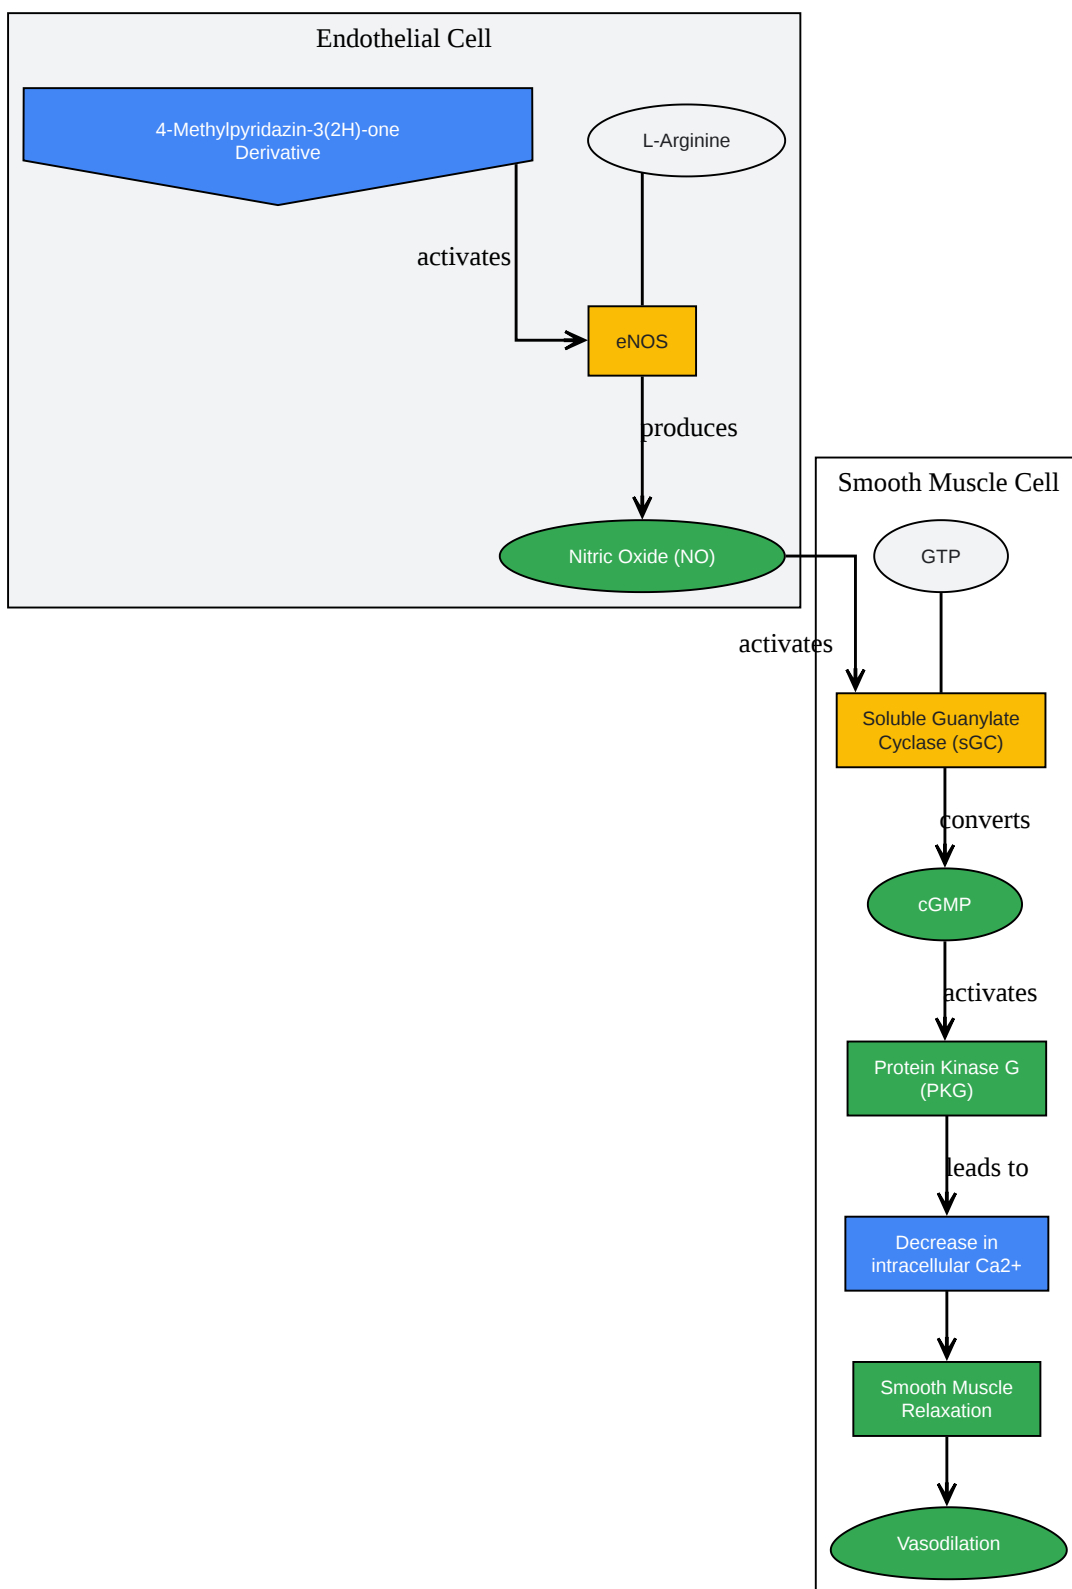 Endothelial Cell
4-Methylpyridazin-3(2H)-one
Derivative
L-Arginine
activates
eNOS
produces
Smooth Muscle Cell
Nitric Oxide (NO)
GTP
activates
Soluble Guanylate
Cyclase (sGC)
converts
cGMP
activates
Protein Kinase G
(PKG)
leads to
Decrease in
intracellular Ca2+
Smooth Muscle
Relaxation
Vasodilation